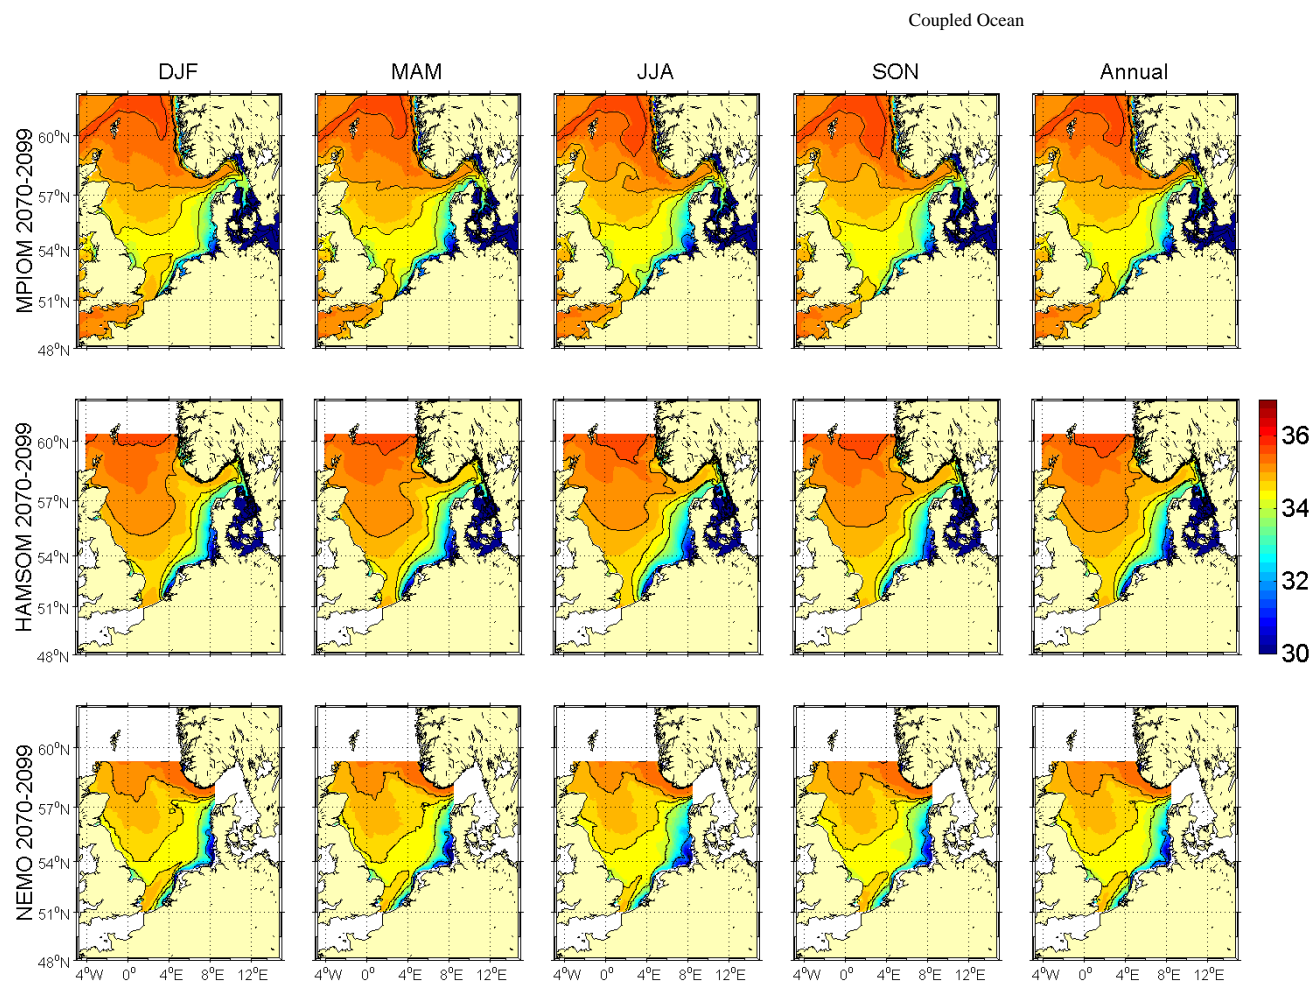 Coupled Ocean
DJF MAM JJA SON Annual
MPIOM 2070-2099
60°N
57°N
54°N
51°N
48°N
HAMSOM 2070-2099
60°N
57°N
54°N
51°N
48°N
36
34
32
30
NEMO 2070-2099
60°N
57°N
54°N
51°N
48°N
4°W 0° 4°E 8°E 12°E 4°W 0° 4°E 8°E 12°E 4°W 0° 4°E 8°E 12°E 4°W 0° 4°E 8°E 12°E 4°W 0° 4°E 8°E 12°E